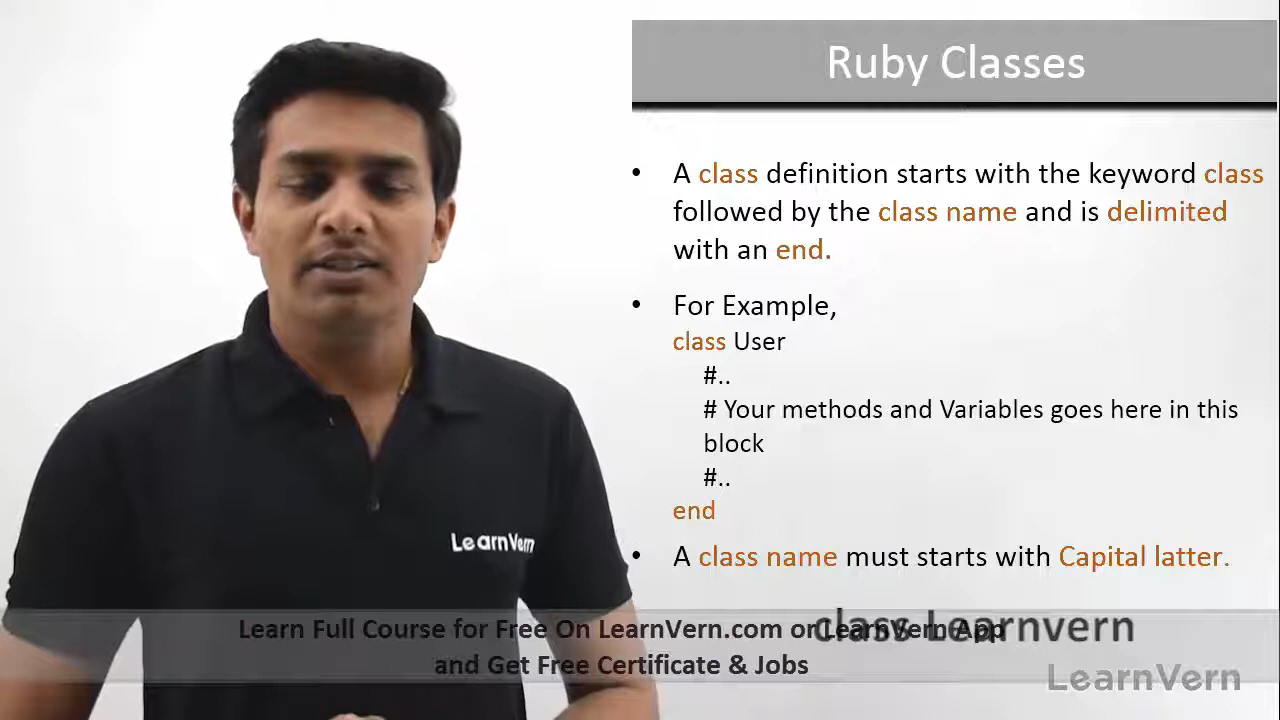 Ruby Classes
• A class definition starts with the keyword class
followed by the class name and is delimited
with an end.
• For Example,
class User
#..
# Your methods and Variables goes here in this
block
#..
end
• A class name must starts with Capital latter.
LearnVern
class Learnvern
Learn Full Course for Free On LearnVern.com or LearnVern App
and Get Free Certificate & Jobs
LearnVern